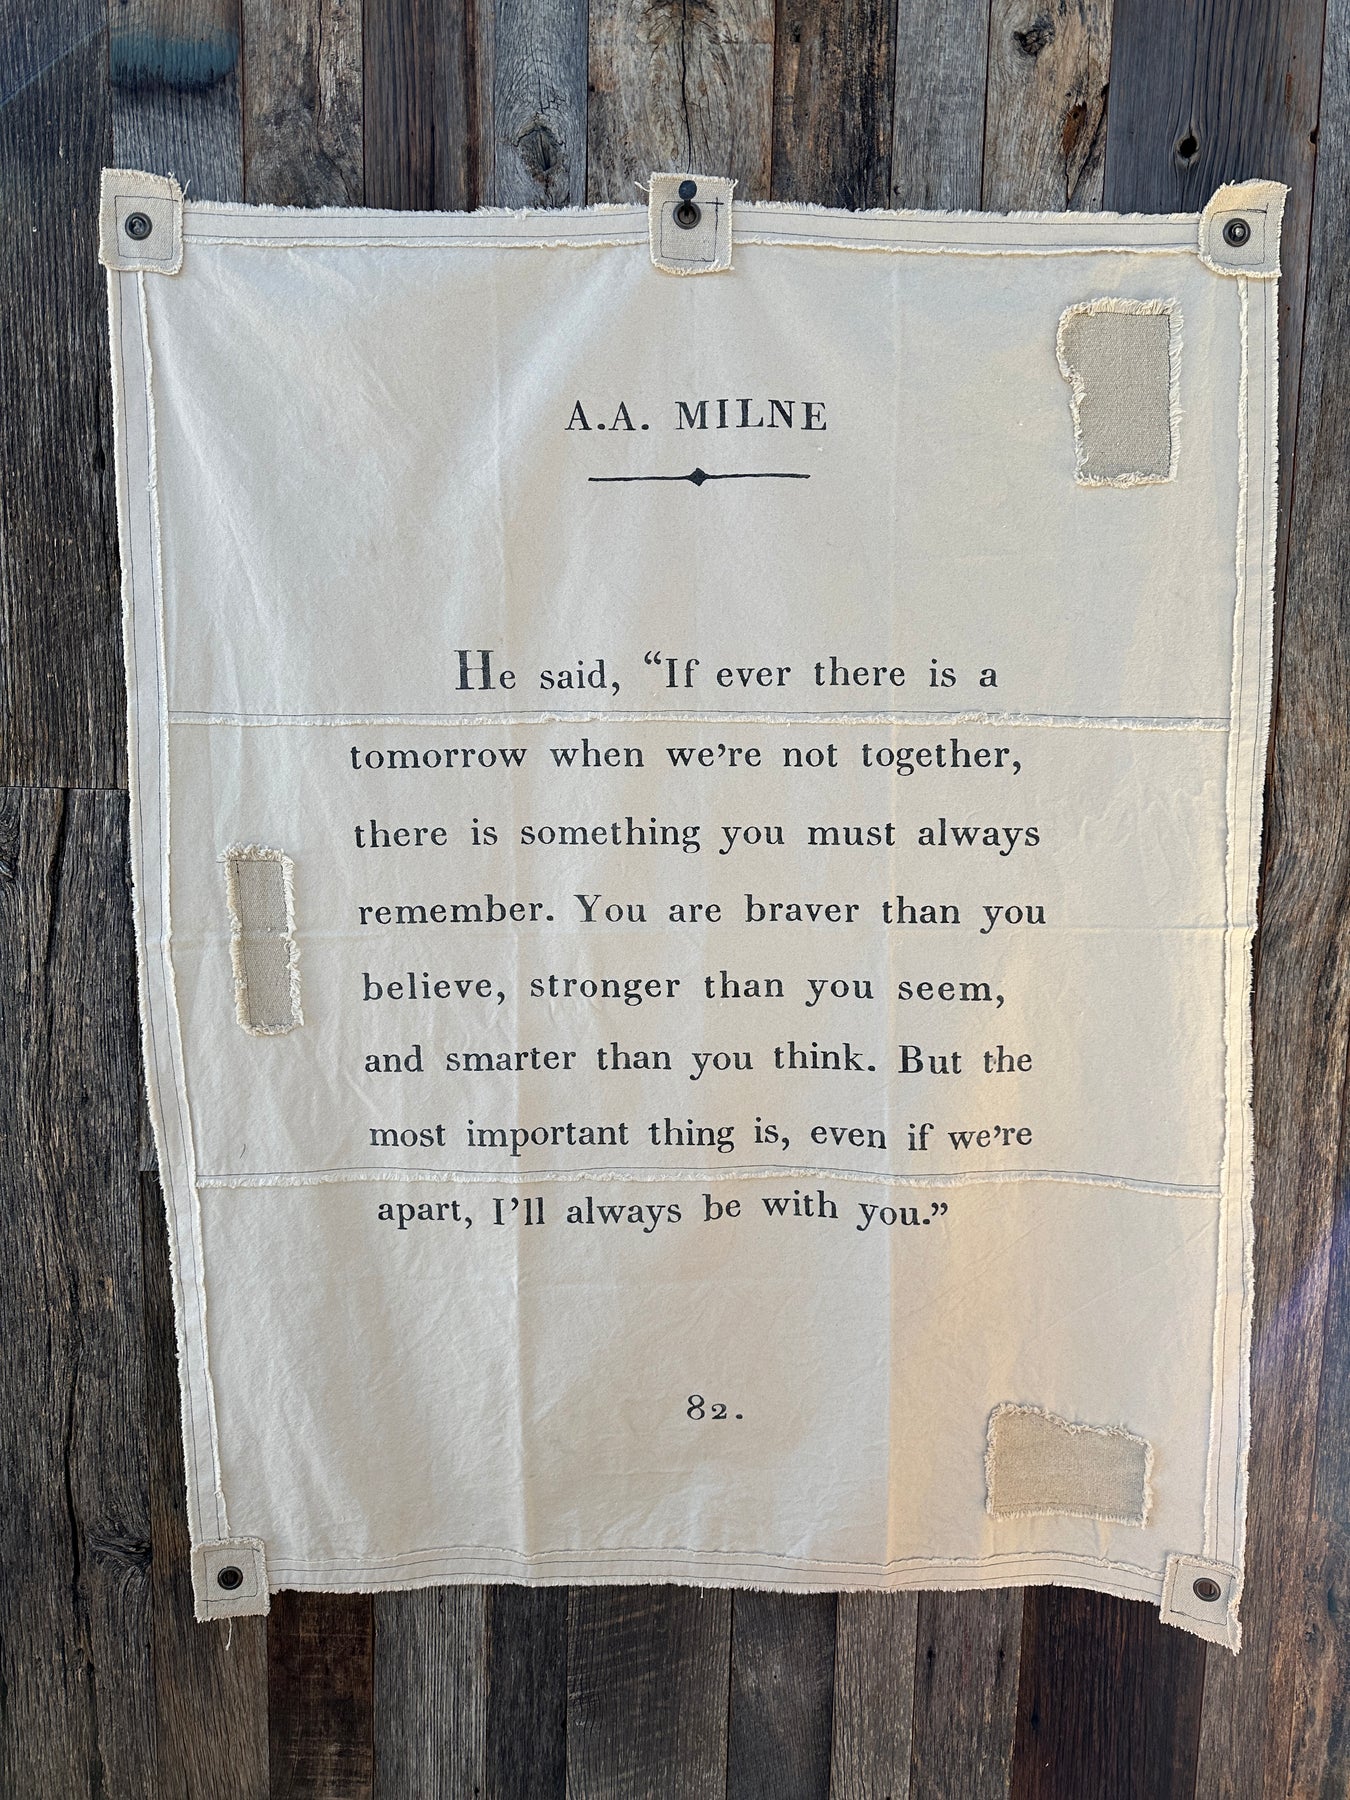 A.A. MILNE
He said, “If ever there is a
tomorrow when we’re not together,
there is something you must always
remember. You are braver than you
believe, stronger than you seem,
and smarter than you think. But the
most important thing is, even if we’re
apart, I’ll always be with you.”
82.